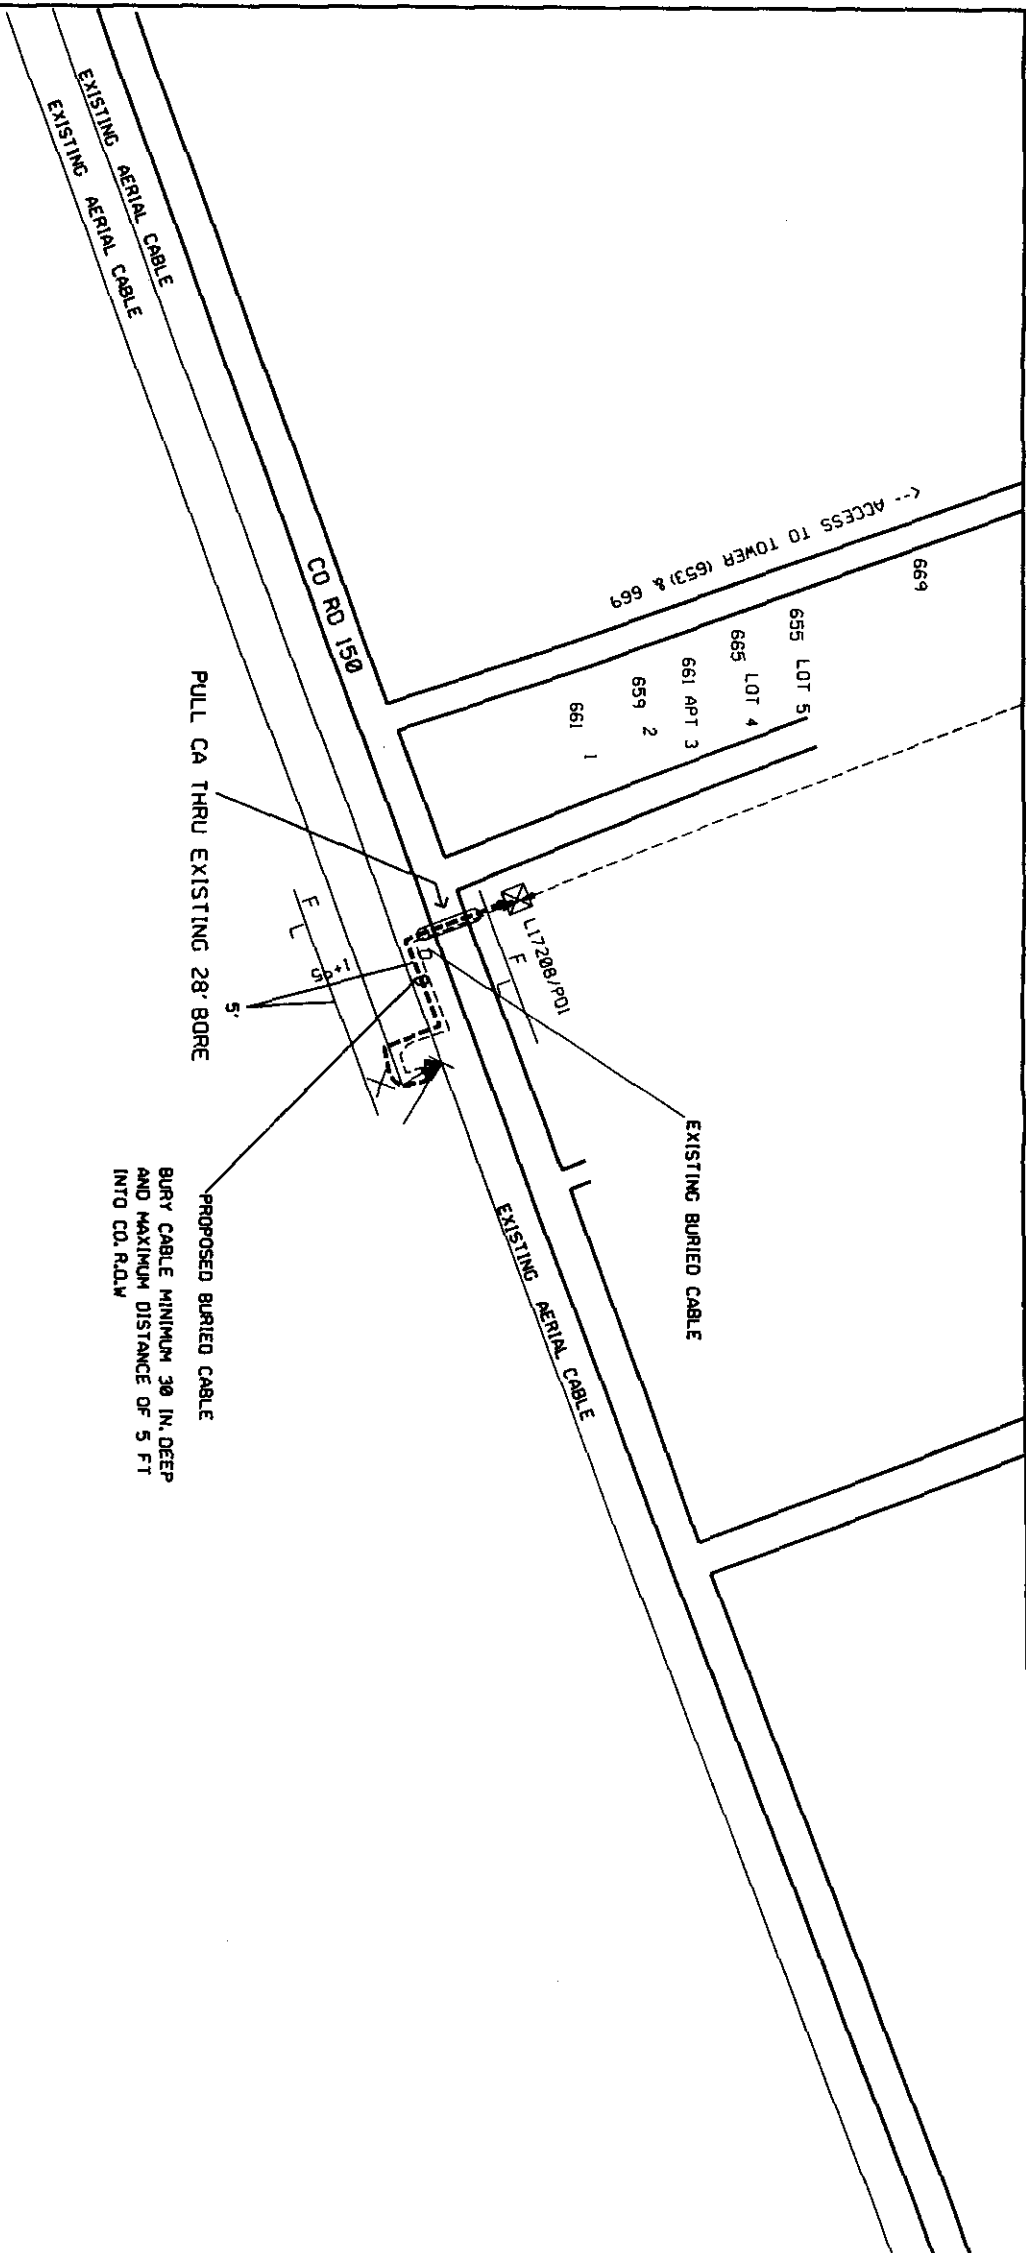 EXISTING AERIAL CABLE
EXISTING AERIAL CABLE
<-- ACCESS TO TOWER (653) & 669
669
655 LOT 5
665 LOT 4
661 APT 3
659 2
661 1
CO RD 150
PULL CA THRU EXISTING 28' BORE
L17208/PO1
F L
F L
5'
EXISTING BURIED CABLE
EXISTING AERIAL CABLE
PROPOSED BURIED CABLE
BURY CABLE MINIMUM 30 IN. DEEP
AND MAXIMUM DISTANCE OF 5 FT
INTO CO. R.O.W